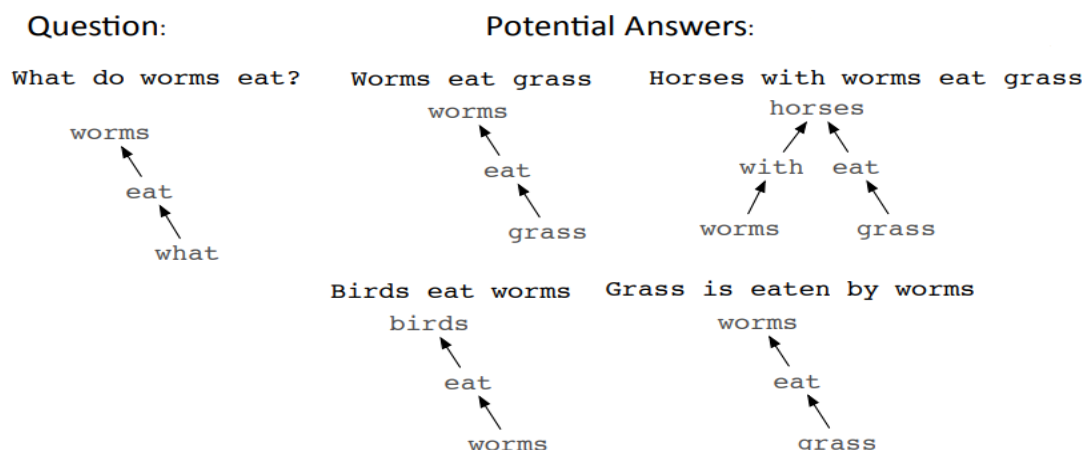 Question:
Potential Answers:
What do worms eat?
worms
eat
what
Worms eat grass
worms
eat
grass
Horses with worms eat grass
horses
with eat
worms grass
Birds eat worms
birds
eat
worms
Grass is eaten by worms
worms
eat
grass